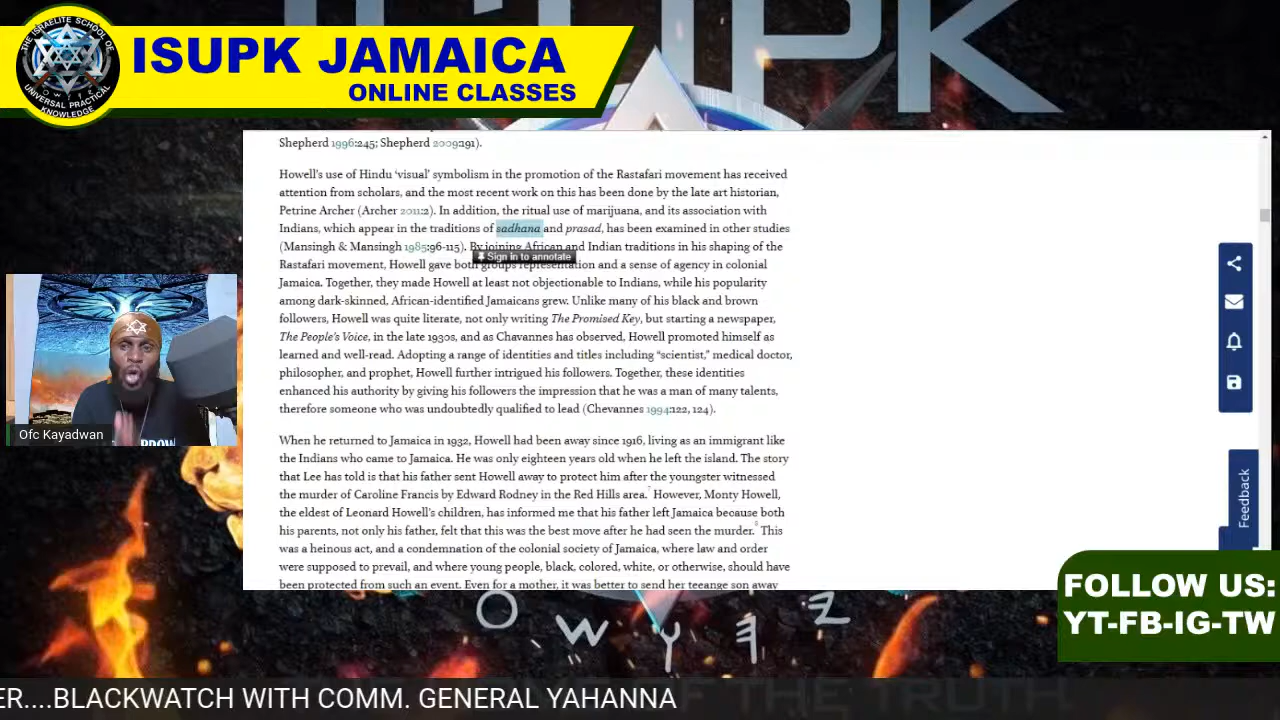 ISUPK JAMAICA
ONLINE CLASSES
THE ISRAELITE SCHOOL OF
UNIVERSAL PRACTICAL
KNOWLEDGE
Shepherd 1996:245; Shepherd 2009:191).
Howell's use of Hindu ‘visual’ symbolism in the promotion of the Rastafari movement has received
attention from scholars, and the most recent work on this has been done by the late art historian,
Petrine Archer (Archer 2011:2). In addition, the ritual use of marijuana, and its association with
Indians, which appear in the traditions of sadhana and prasad, has been examined in other studies
(Mansingh & Mansingh 1985:96-115). By joining African and Indian traditions in his shaping of the
Sign in to annotate
Rastafari movement, Howell gave both groups representation and a sense of agency in colonial
Jamaica. Together, they made Howell at least not objectionable to Indians, while his popularity
among dark-skinned, African-identified Jamaicans grew. Unlike many of his black and brown
followers, Howell was quite literate, not only writing The Promised Key, but starting a newspaper,
The People's Voice, in the late 1930s, and as Chavannes has observed, Howell promoted himself as
learned and well-read. Adopting a range of identities and titles including “scientist,” medical doctor,
philosopher, and prophet, Howell further intrigued his followers. Together, these identities
enhanced his authority by giving his followers the impression that he was a man of many talents,
therefore someone who was undoubtedly qualified to lead (Chevannes 1994:122, 124).
When he returned to Jamaica in 1932, Howell had been away since 1916, living as an immigrant like
the Indians who came to Jamaica. He was only eighteen years old when he left the island. The story
that Lee has told is that his father sent Howell away to protect him after the youngster witnessed
the murder of Caroline Francis by Edward Rodney in the Red Hills area. However, Monty Howell,
the eldest of Leonard Howell's children, has informed me that his father left Jamaica because both
his parents, not only his father, felt that this was the best move after he had seen the murder.8 This
was a heinous act, and a condemnation of the colonial society of Jamaica, where law and order
were supposed to prevail, and where young people, black, colored, white, or otherwise, should have
been protected from such an event. Even for a mother, it was better to send her teenage son away
Feedback
Ofc Kayadwan
FOLLOW US:
YT-FB-IG-TW
ER....BLACKWATCH WITH COMM. GENERAL YAHANNA